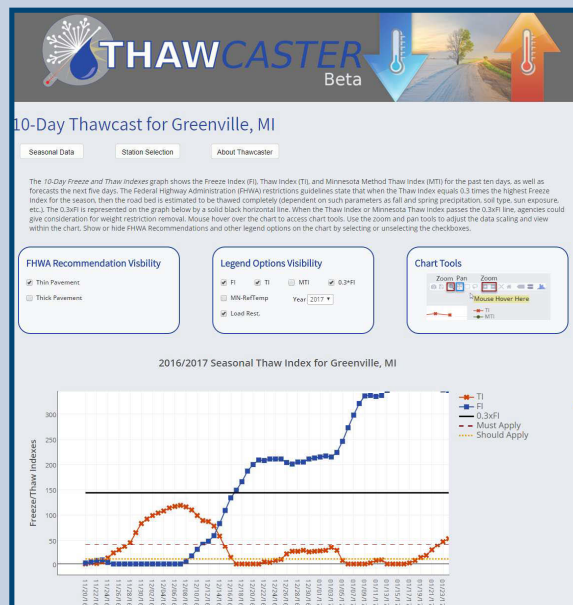 THAWCASTER
Beta
10-Day Thawcast for Greenville, MI
Seasonal Data
Station Selection
About Thawcaster
The 10-Day Freeze and Thaw Indexes graph shows the Freeze Index (FI), Thaw Index (TI), and Minnesota Method Thaw Index (MTI) for the past ten days, as well as
forecasts the next five days. The Federal Highway Administration (FHWA) restrictions guidelines state that when the Thaw Index equals 0.3 times the highest Freeze
Index for the season, then the road bed is estimated to be thawed completely (dependent on such parameters as fall and spring precipitation, soil type, sun exposure,
etc.). The 0.3xFI is represented on the graph below by a solid black horizontal line. When the Thaw Index or Minnesota Thaw Index passes the 0.3xFI line, agencies could
give consideration for weight restriction removal. Mouse hover over the chart to access chart tools. Use the zoom and pan tools to adjust the data scaling and view
within the chart. Show or hide FHWA Recommendations and other legend options on the chart by selecting or unselecting the checkboxes.
FHWA Recommendation Visbility
Thin Pavement
Thick Pavement
Legend Options Visibility
FI
TI
MTI
0.3*FI
MN-RefTemp
Year 2017
Load Rest.
Chart Tools
Zoom Pan Zoom
Mouse Hover Here
TI
MTI
2016/2017 Seasonal Thaw Index for Greenville, MI
Freeze/Thaw Indexes
300
250
200
150
100
50
0
TI
FI
0.3xFI
Must Apply
Should Apply